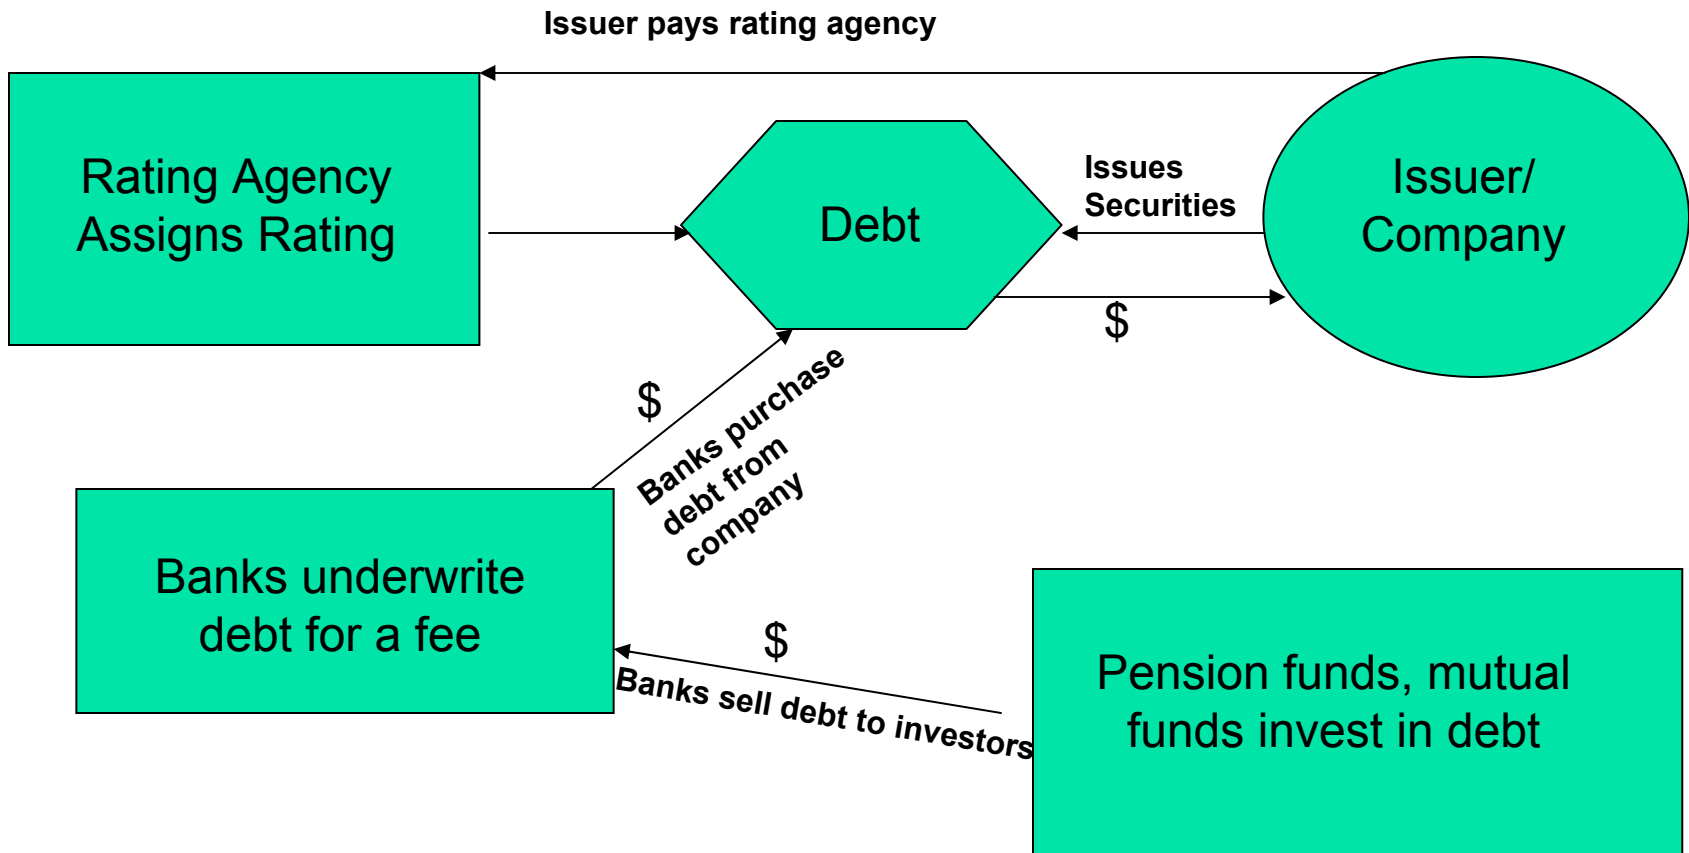 Issuer pays rating agency
Rating Agency
Assigns Rating
Debt
Issues
Securities
Issuer/
Company
$
$
Banks purchase
debt from
company
Banks underwrite
debt for a fee
$
Banks sell debt to investors
Pension funds, mutual
funds invest in debt